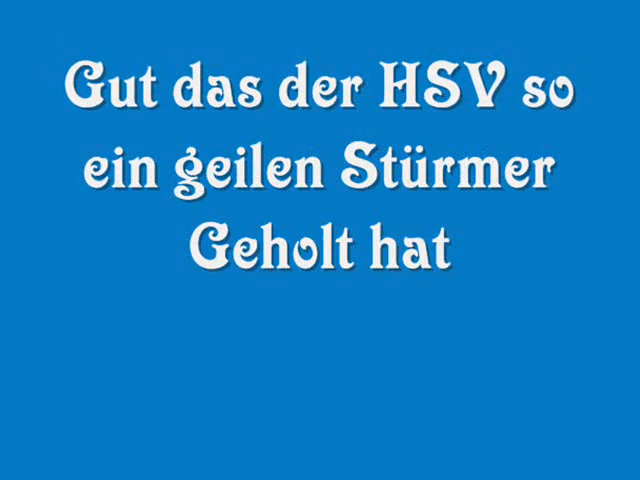 Gut das der HSV so
ein geilen Stürmer
Geholt hat